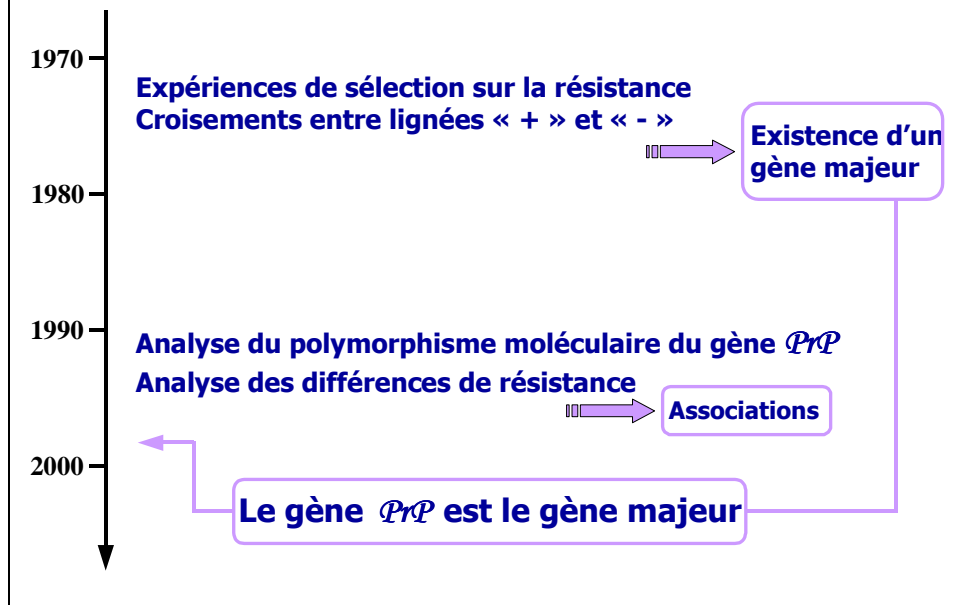 1970
Expériences de sélection sur la résistance
Croisements entre lignées « + » et « - »
Existence d'un
gène majeur
1980
1990
Analyse du polymorphisme moléculaire du gène PrP
Analyse des différences de résistance
Associations
2000
Le gène PrP est le gène majeur